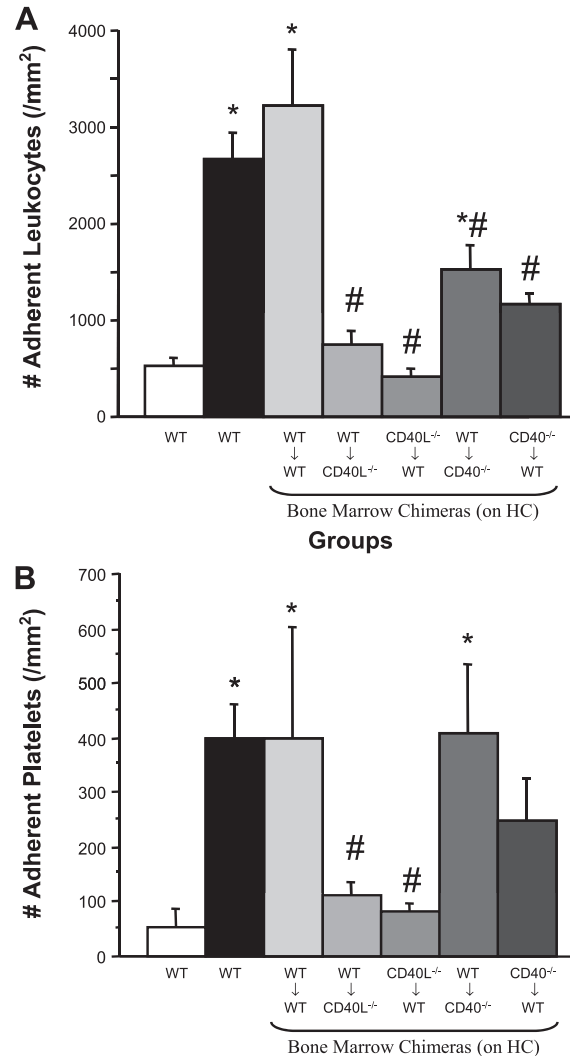 A
# Adherent Leukocytes (/mm²)
4000
3000
2000
1000
0
*
*
#
#
*#
#
WT WT WT WT CD40L-/- WT CD40-/-
↓ ↓ ↓ ↓ ↓
WT CD40L-/- WT CD40-/- WT
Bone Marrow Chimeras (on HC)
Groups
B
# Adherent Platelets (/mm²)
700
600
500
400
300
200
100
0
*
*
#
#
*
WT WT WT WT CD40L-/- WT CD40-/-
↓ ↓ ↓ ↓ ↓
WT CD40L-/- WT CD40-/- WT
Bone Marrow Chimeras (on HC)